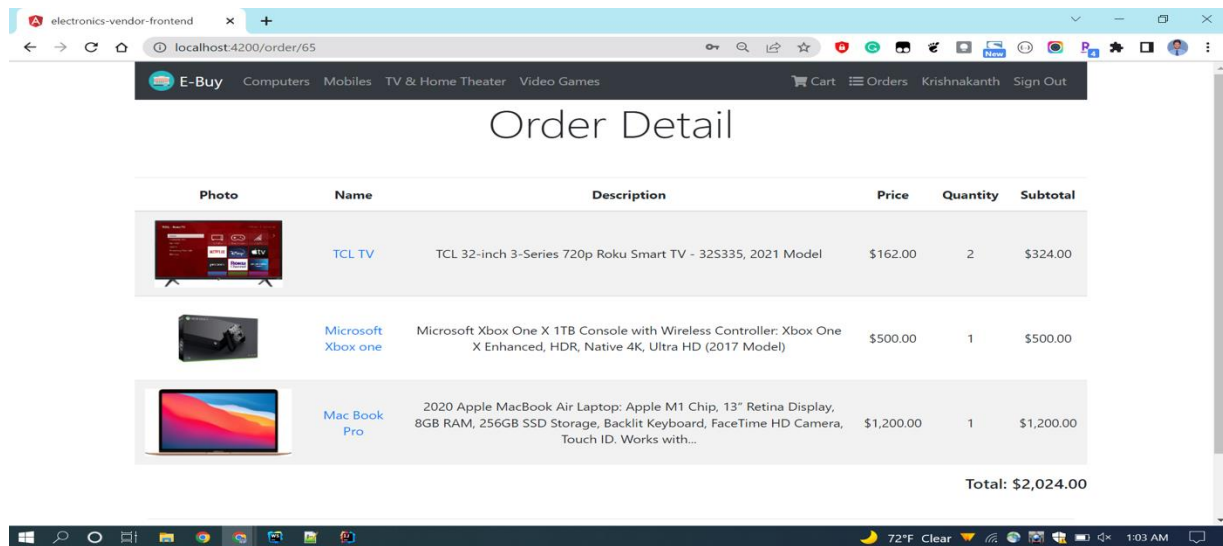 electronics-vendor-frontend
localhost:4200/order/65
New
4
E-Buy Computers Mobiles TV & Home Theater Video Games Cart Orders Krishnakanth Sign Out
Order Detail
Photo Name Description Price Quantity Subtotal
TCL TV TCL 32-inch 3-Series 720p Roku Smart TV - 32S335, 2021 Model $162.00 2 $324.00
Microsoft
Xbox one
Microsoft Xbox One X 1TB Console with Wireless Controller: Xbox One
X Enhanced, HDR, Native 4K, Ultra HD (2017 Model)
$500.00 1 $500.00
Mac Book
Pro
2020 Apple MacBook Air Laptop: Apple M1 Chip, 13” Retina Display,
8GB RAM, 256GB SSD Storage, Backlit Keyboard, FaceTime HD Camera,
Touch ID. Works with...
$1,200.00 1 $1,200.00
Total: $2,024.00
72°F Clear 1:03 AM